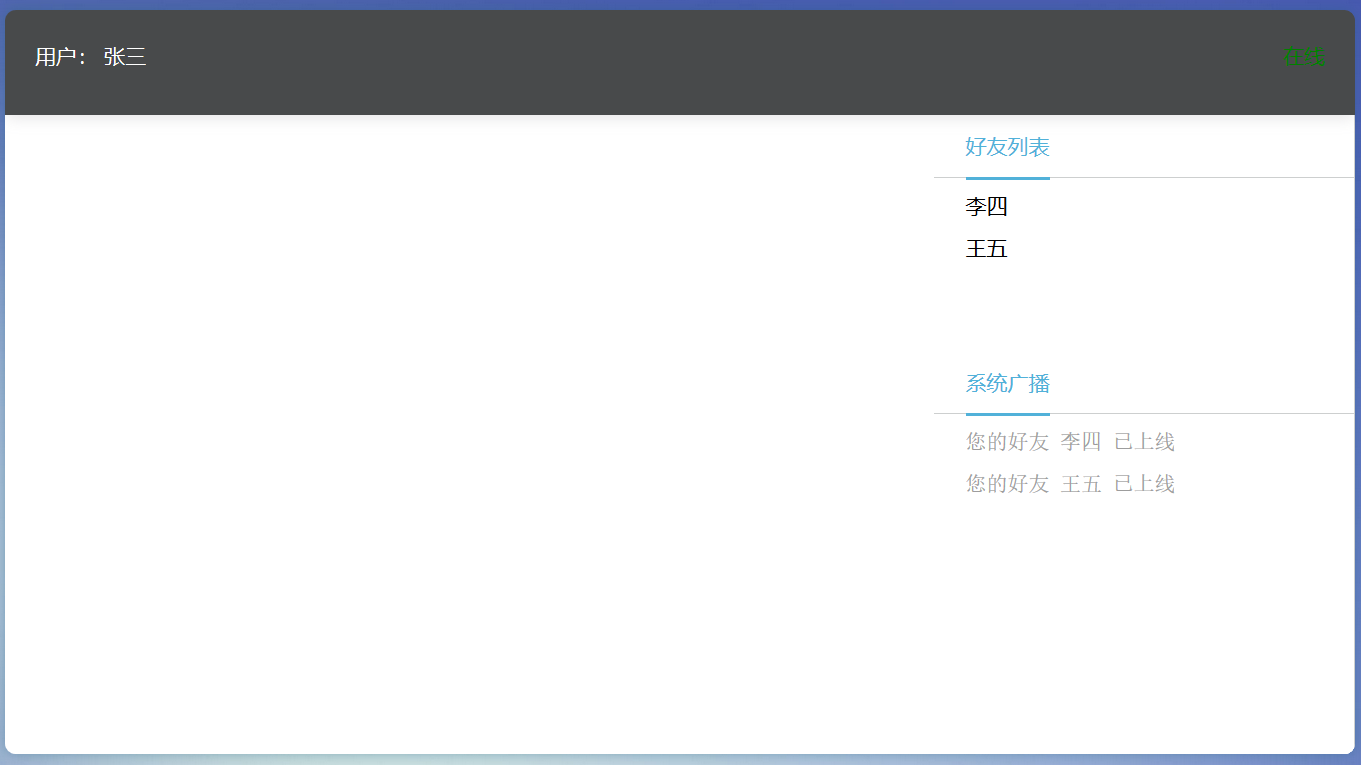 用户： 张三
在线
好友列表
李四
王五
系统广播
您的好友 李四 已上线
您的好友 王五 已上线